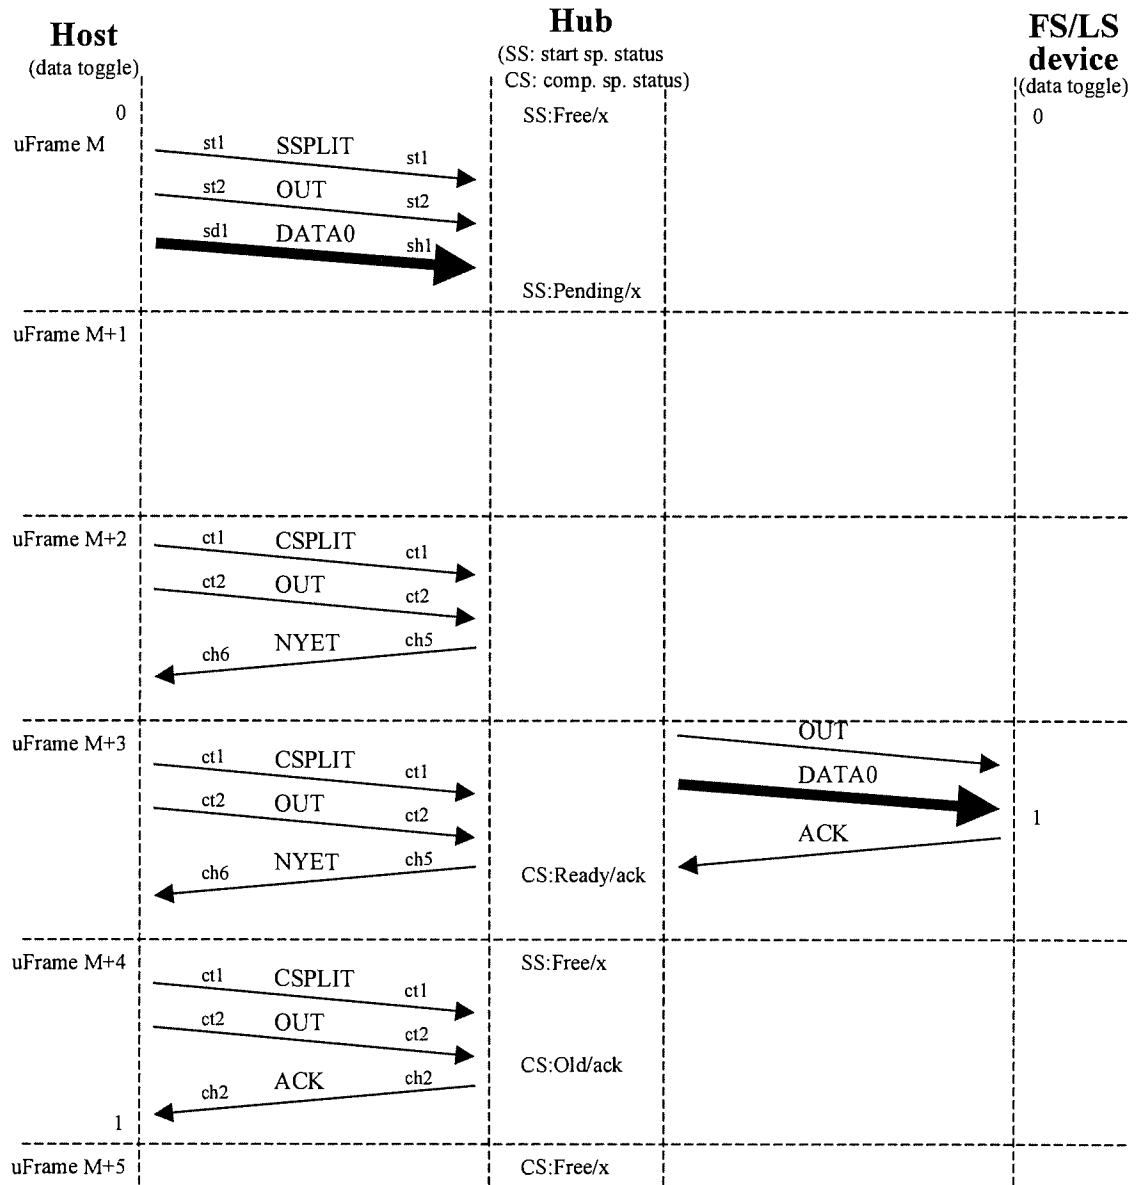 Host
(data toggle)
Hub
(SS: start sp. status
CS: comp. sp. status)
FS/LS
device
(data toggle)
0
SS:Free/x
0
uFrame M
st1 SSPLIT st1
st2 OUT st2
sd1 DATA0 sh1
SS:Pending/x
uFrame M+1
uFrame M+2
ct1 CSPLIT ct1
ct2 OUT ct2
ch6 NYET ch5
uFrame M+3
OUT
ct1 CSPLIT ct1
DATA0
ct2 OUT ct2
1
ACK
ch6 NYET ch5
CS:Ready/ack
uFrame M+4
SS:Free/x
ct1 CSPLIT ct1
ct2 OUT ct2
CS:Old/ack
ch2 ACK ch2
1
uFrame M+5
CS:Free/x